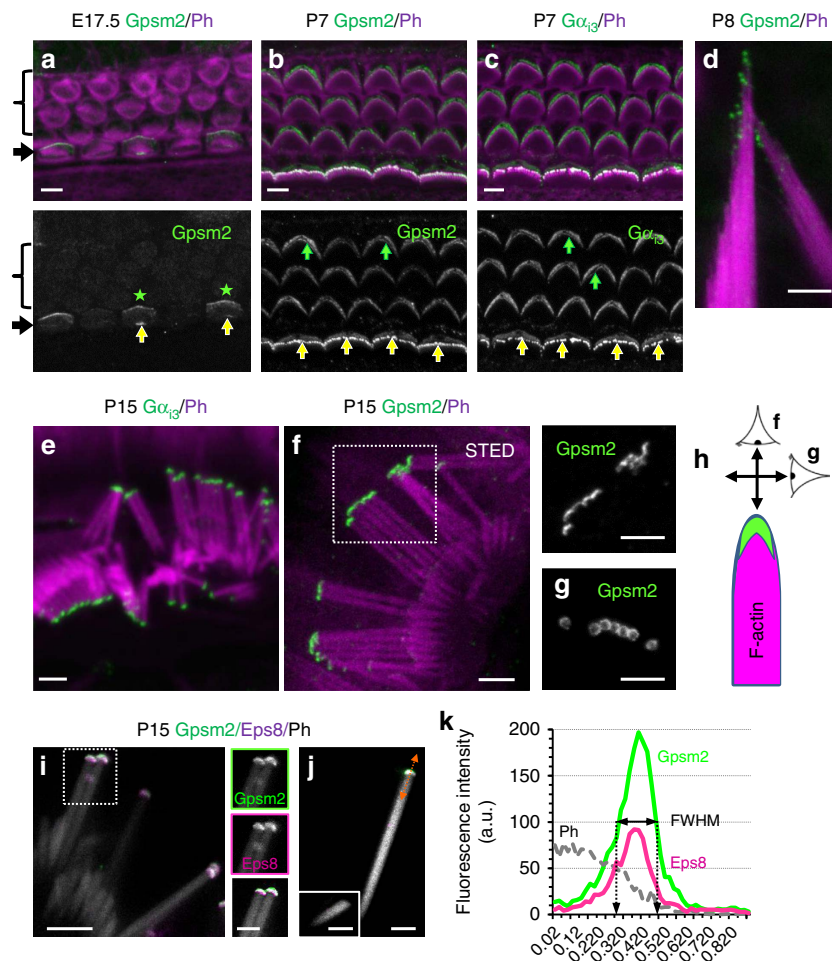 E17.5 Gpsm2/Ph
P7 Gpsm2/Ph
P7 Gαi3/Ph
P8 Gpsm2/Ph
a
b
c
d
Gpsm2
Gpsm2
Gαi3
P15 Gαi3/Ph
P15 Gpsm2/Ph
e
f
STED
Gpsm2
g
Gpsm2
h
f
g
F-actin
P15 Gpsm2/Eps8/Ph
i
Gpsm2
Eps8
j
k
Fluorescence intensity
(a.u.)
200
150
100
50
0
Gpsm2
Ph
FWHM
Eps8
0.02
0.12
0.220
0.320
0.420
0.520
0.620
0.720
0.820